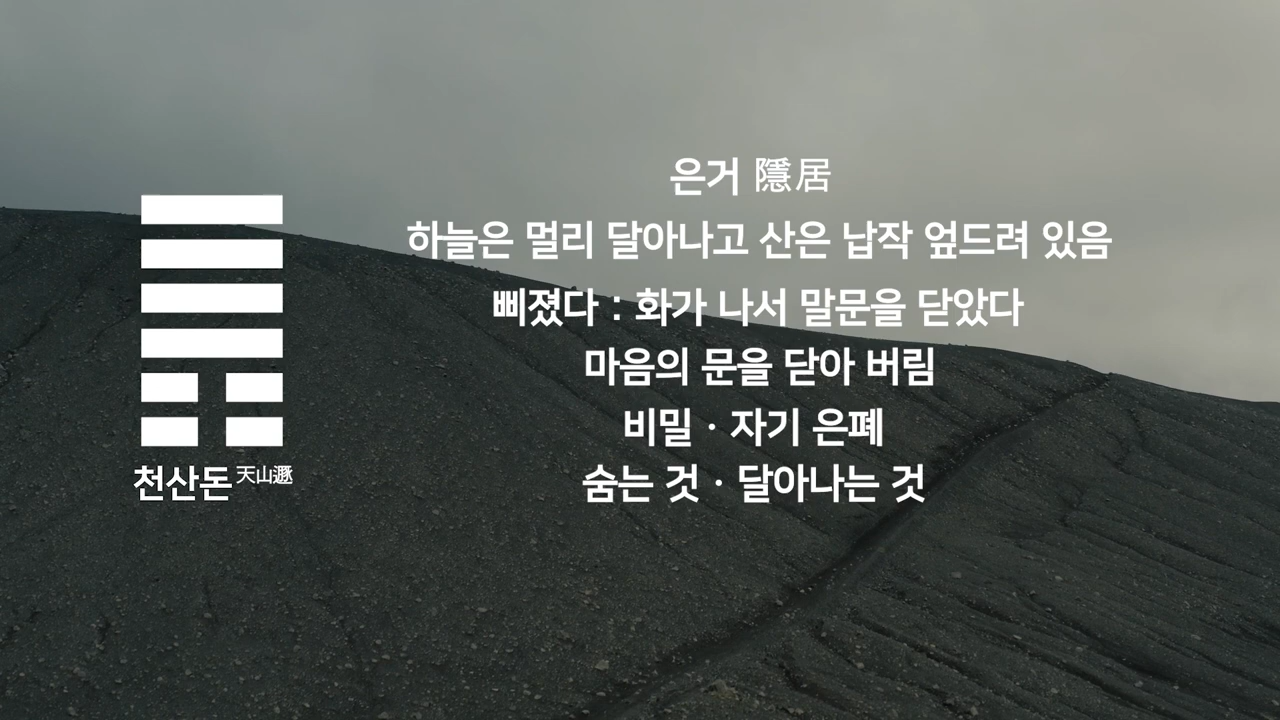 은거 隱居
하늘은 멀리 달아나고 산은 납작 엎드려 있음
삐졌다 : 화가 나서 말문을 닫았다
마음의 문을 닫아 버림
비밀 · 자기 은폐
숨는 것 · 달아나는 것
천산돈 天山遯